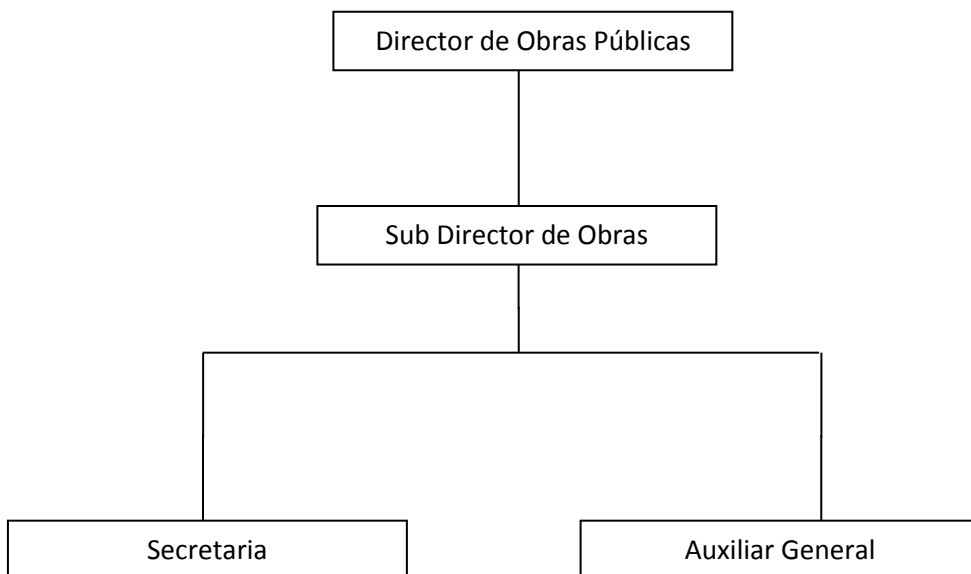 Director de Obras Públicas
Sub Director de Obras
Secretaria
Auxiliar General